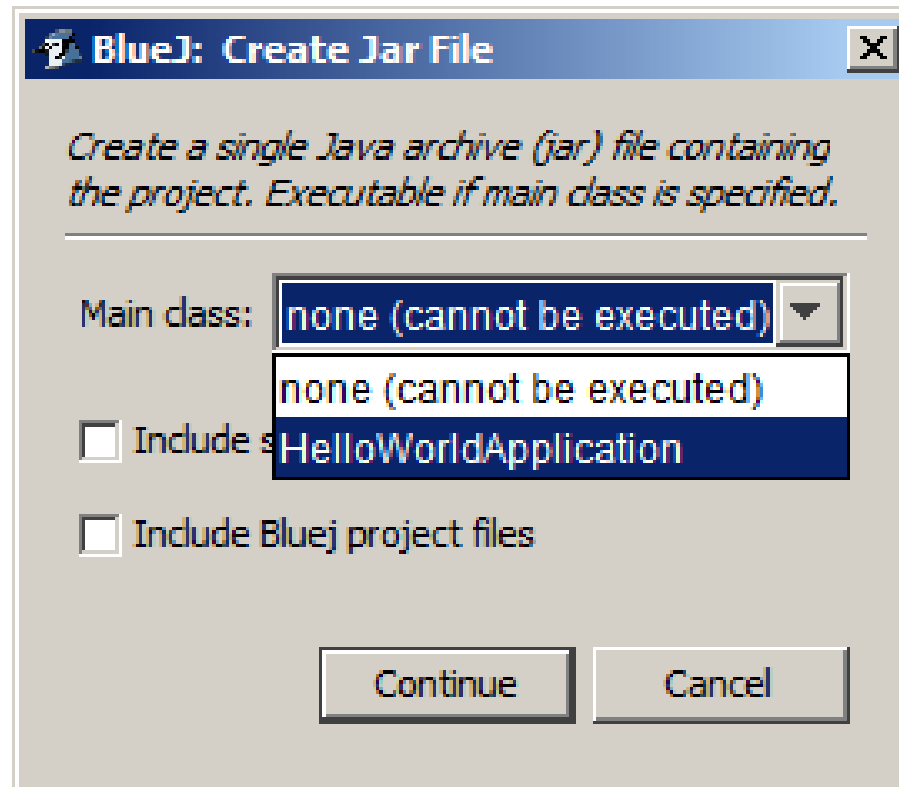 BlueJ: Create Jar File
Create a single Java archive (jar) file containing
the project. Executable if main class is specified.
Main class: none (cannot be executed)
none (cannot be executed)
Include s
HelloWorldApplication
Include Bluej project files
Continue Cancel